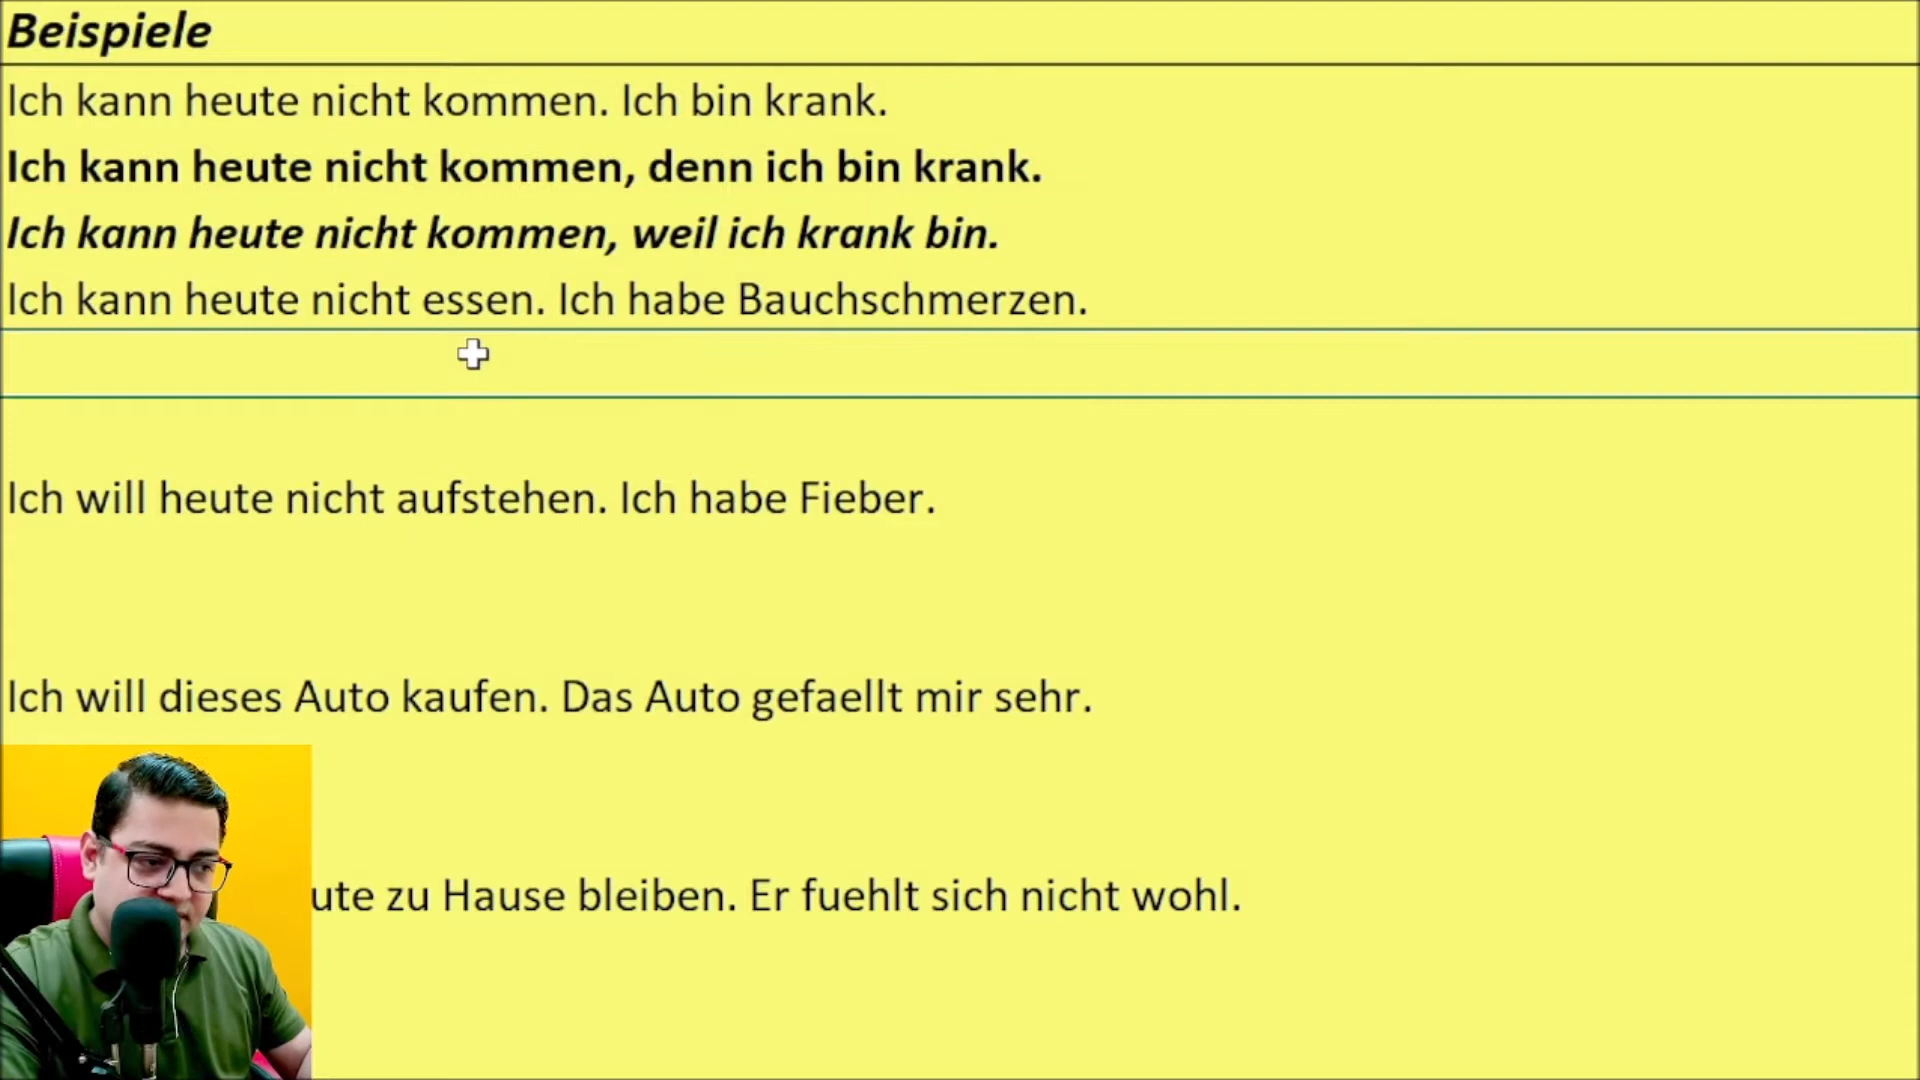 Beispiele
Ich kann heute nicht kommen. Ich bin krank.
Ich kann heute nicht kommen, denn ich bin krank.
Ich kann heute nicht kommen, weil ich krank bin.
Ich kann heute nicht essen. Ich habe Bauchschmerzen.
Ich will heute nicht aufstehen. Ich habe Fieber.
Ich will dieses Auto kaufen. Das Auto gefaellt mir sehr.
zu Hause bleiben. Er fuehlt sich nicht wohl.